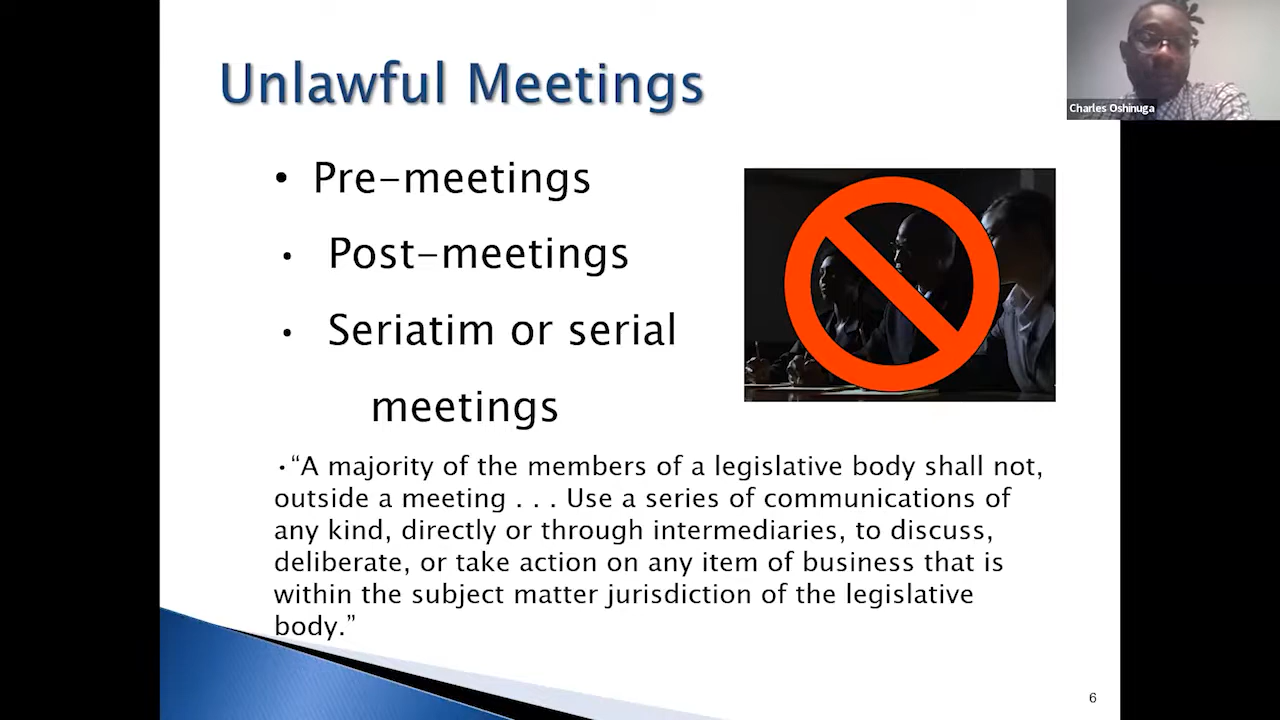 Unlawful Meetings
Charles Oshinuga
• Pre-meetings
• Post-meetings
• Seriatim or serial
meetings
•“A majority of the members of a legislative body shall not,
outside a meeting . . . Use a series of communications of
any kind, directly or through intermediaries, to discuss,
deliberate, or take action on any item of business that is
within the subject matter jurisdiction of the legislative
body.”
6